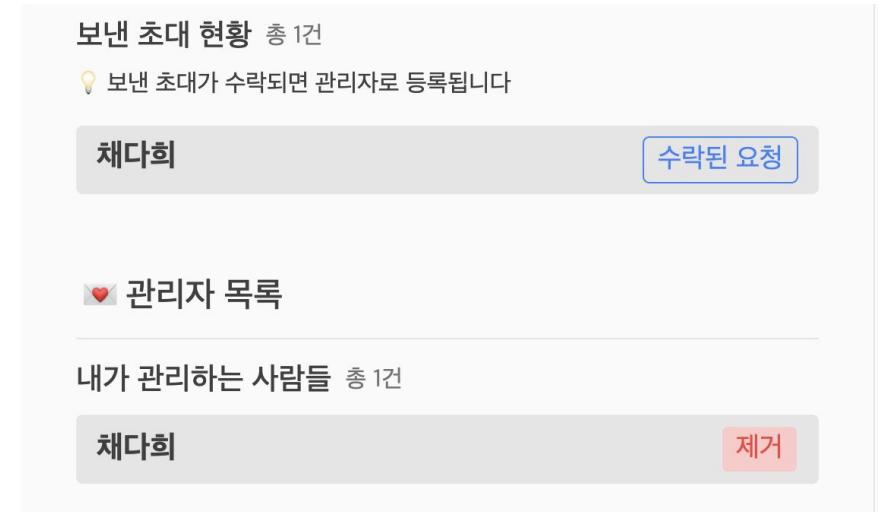 보낸 초대 현황 총 1건
💡 보낸 초대가 수락되면 관리자로 등록됩니다
채다희 수락된 요청
💌 관리자 목록
내가 관리하는 사람들 총 1건
채다희 제거